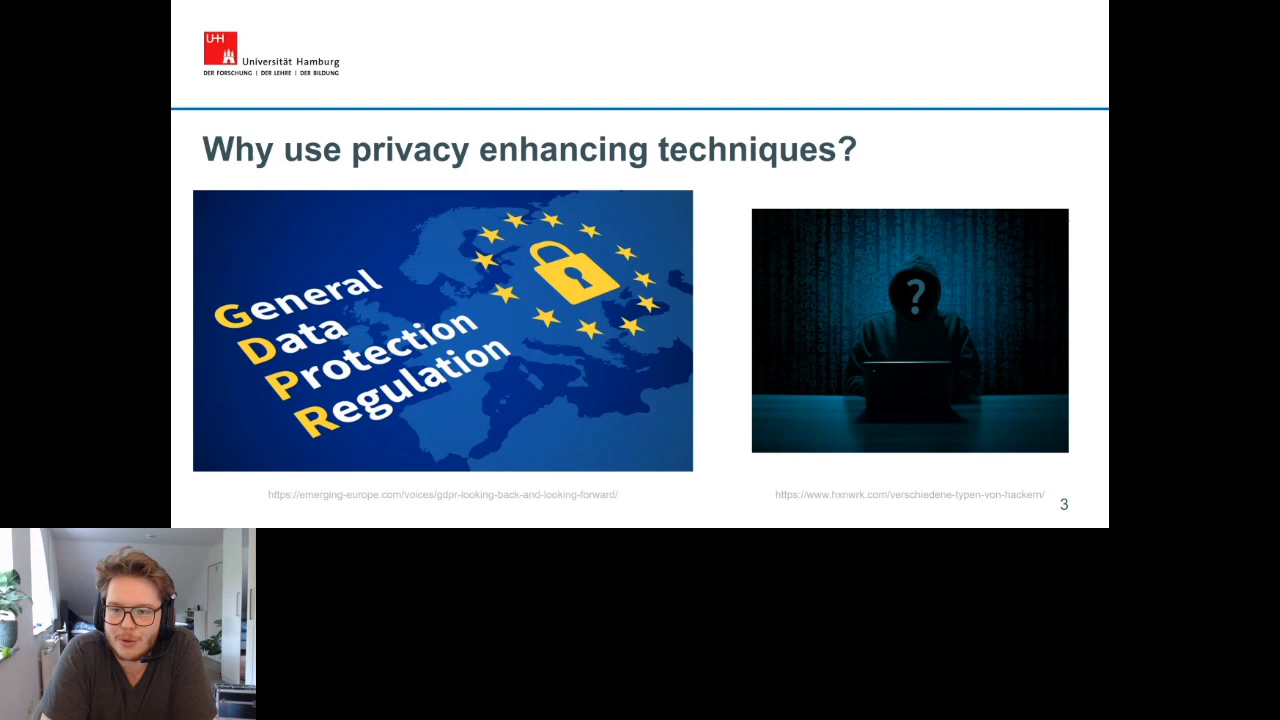 UHH
Universität Hamburg
DER FORSCHUNG | DER LEHRE | DER BILDUNG
Why use privacy enhancing techniques?
General
Data
Protection
Regulation
?
https://emerging-europe.com/voices/gdpr-looking-back-and-looking-forward/
https://www.hxnwrk.com/verschiedene-typen-von-hackern/
3